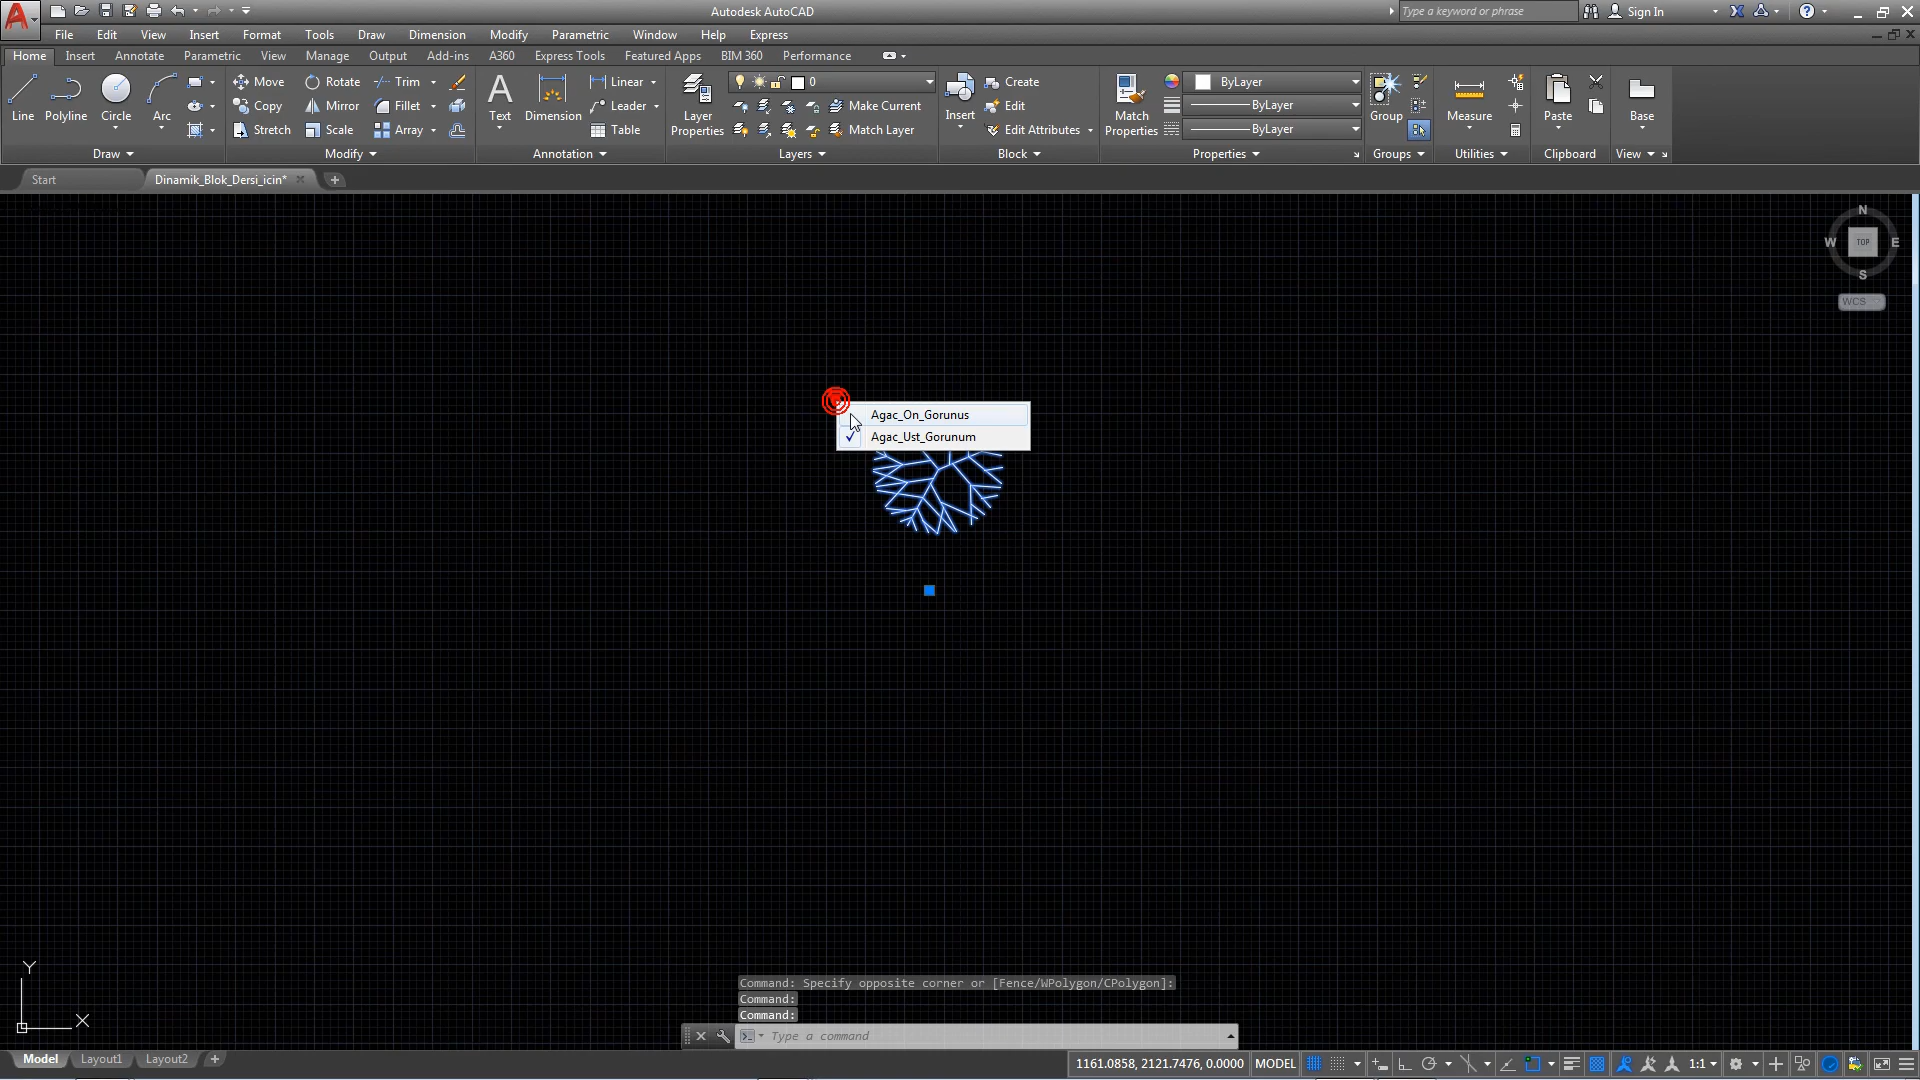 Autodesk AutoCAD
Type a keyword or phrase
Sign In
File Edit View Insert Format Tools Draw Dimension Modify Parametric Window Help Express
Home Insert Annotate Parametric View Manage Output Add-ins A360 Express Tools Featured Apps BIM 360 Performance
Line Polyline Circle Arc
Move Rotate Trim
Copy Mirror Fillet
Stretch Scale Array
Text Dimension
Linear
Leader
Table
Layer Properties
0
Make Current
Match Layer
Insert
Create
Edit
Edit Attributes
Match Properties
ByLayer
ByLayer
ByLayer
Group
Measure
Paste
Base
Draw Modify Annotation Layers Block Properties Groups Utilities Clipboard View
Start Dinamik_Blok_Dersi_icin*
N
W TOP E
S
WCS
Agac_On_Gorunus
Agac_Ust_Gorunum
Y
X
Command: Specify opposite corner or [Fence/WPolygon/CPolygon]:
Command:
Command:
Type a command
Model Layout1 Layout2
1161.0858, 2121.7476, 0.0000 MODEL 1:1